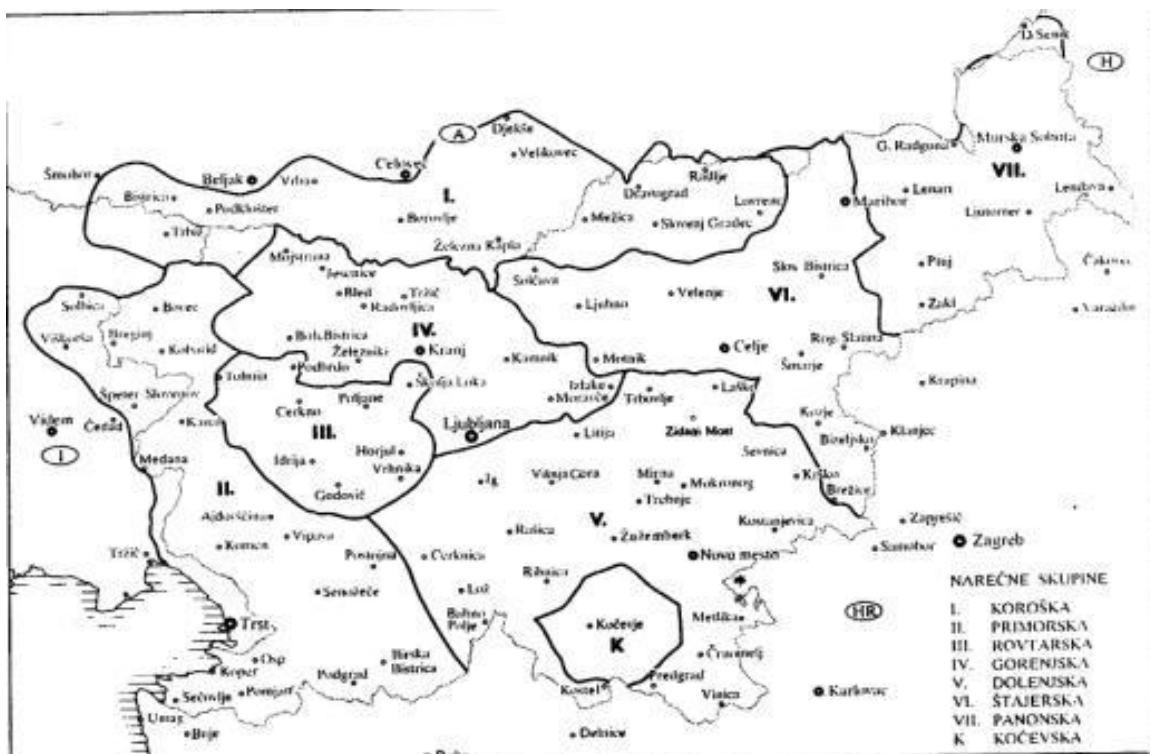 D. Senik
H
Djekše
A
Celovec
Velikovec
G. Radgona
Murska Sobota
VII.
Šmohor
Beljak
Vrba
Radlje
Dravograd
Lenart
Lendava
Bistrica
Podklošter
I.
Borovlje
Mežica
Lovrenc
Slovenj Gradec
Maribor
Ljutomer
Trbiž
Železna Kapla
Mojstrana
Jesenice
Solčava
Slov. Bistrica
Ptuj
Čakovec
Solbica
Bovec
Bled
Tržič
Radovljica
Ljubno
Velenje
VI.
Zakl
Varaždin
Viškorša
Breginj
Kobarid
Boh. Bistrica
IV.
Železniki
Kranj
Kamnik
Motnik
Celje
Rog. Slatina
Šmarje
Podbrdo
Tolmin
Škofja Loka
Izlake
Moravče
Trbovlje
Laško
Krapina
Špeter Slovenov
Cerkno
Poljane
Videm
Čedad
Kanal
III.
Ljubljana
Litija
Zidani Most
Kozje
Bizeljsko
Klanjec
I
Medana
Idrija
Horjul
Vrhnika
Sevnica
II.
Godovič
Ig
Višnja Gora
Mirna
Mokronog
Trebnje
Krško
Brežice
Ajdovščina
V.
Komen
Vipava
Rašica
Žužemberk
Kostanjevica
Zaprešić
Samobor
Zagreb
Tržič
Postojna
Cerknica
Novo mesto
Ribnica
Senožeče
Lož
Babno
Polje
Metlika
HR
Trst
Kočevje
K
Osp
Koper
Ilirska
Bistrica
Podgrad
Črnomelj
Predgrad
Kostel
Vinica
Karlovac
Sečovlje
Pomjan
Umag
Buje
Delnice
NAREČNE SKUPINE
I. KOROŠKA
II. PRIMORSKA
III. ROVTARSKA
IV. GORENJSKA
V. DOLENJSKA
VI. ŠTAJERSKA
VII. PANONSKA
K KOČEVSKA